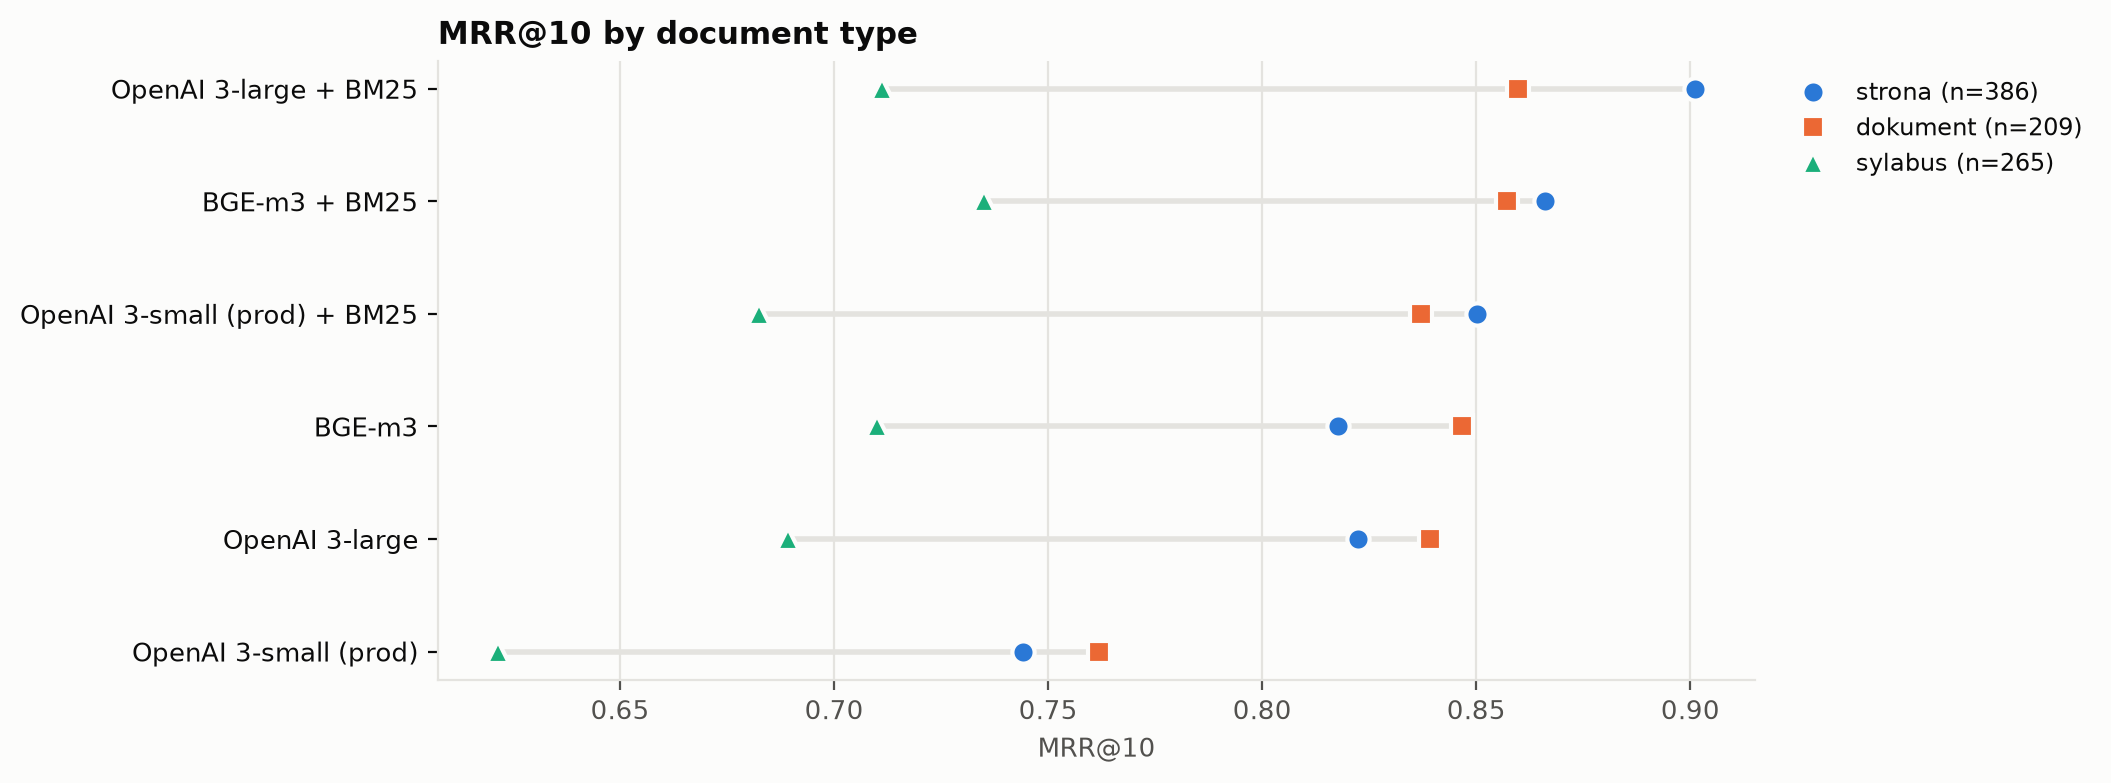 MRR@10 by document type
OpenAI 3-large + BM25
BGE-m3 + BM25
OpenAI 3-small (prod) + BM25
BGE-m3
OpenAI 3-large
OpenAI 3-small (prod)
strona (n=386)
dokument (n=209)
sylabus (n=265)
0.65 0.70 0.75 0.80 0.85 0.90
MRR@10